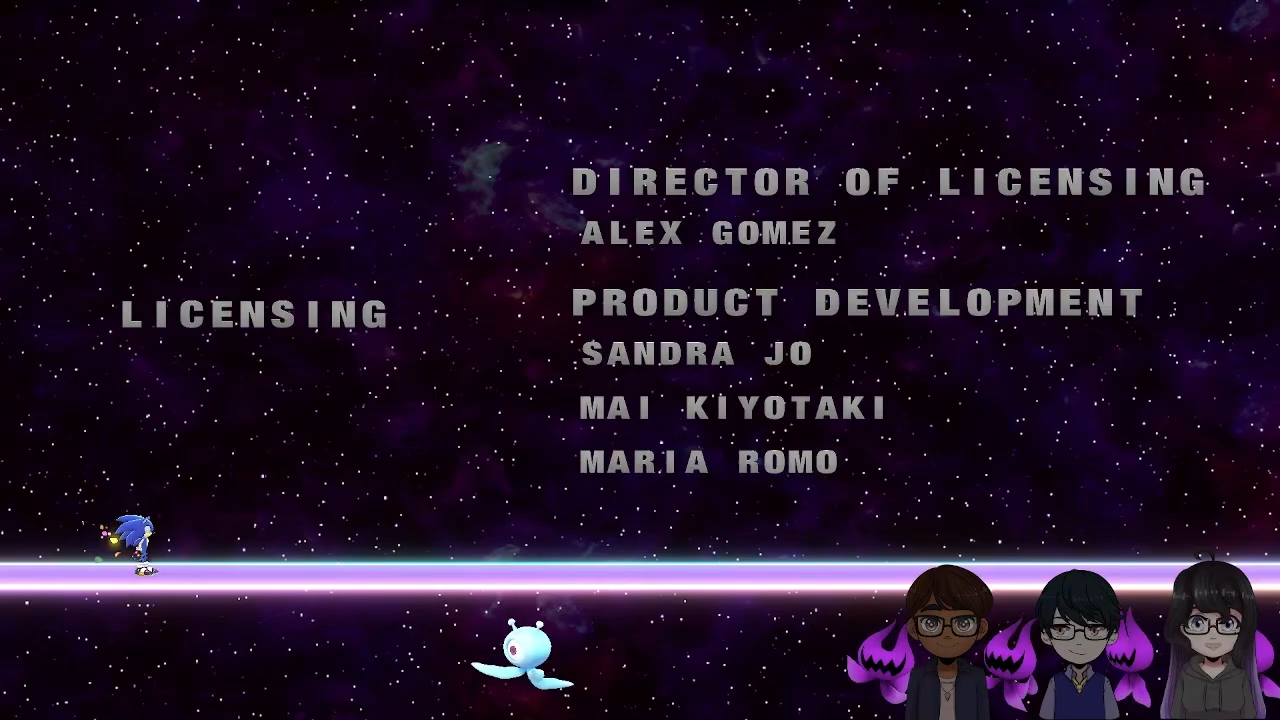 LICENSING
DIRECTOR OF LICENSING
ALEX GOMEZ
PRODUCT DEVELOPMENT
SANDRA JO
MAI KIYOTAKI
MARIA ROMO